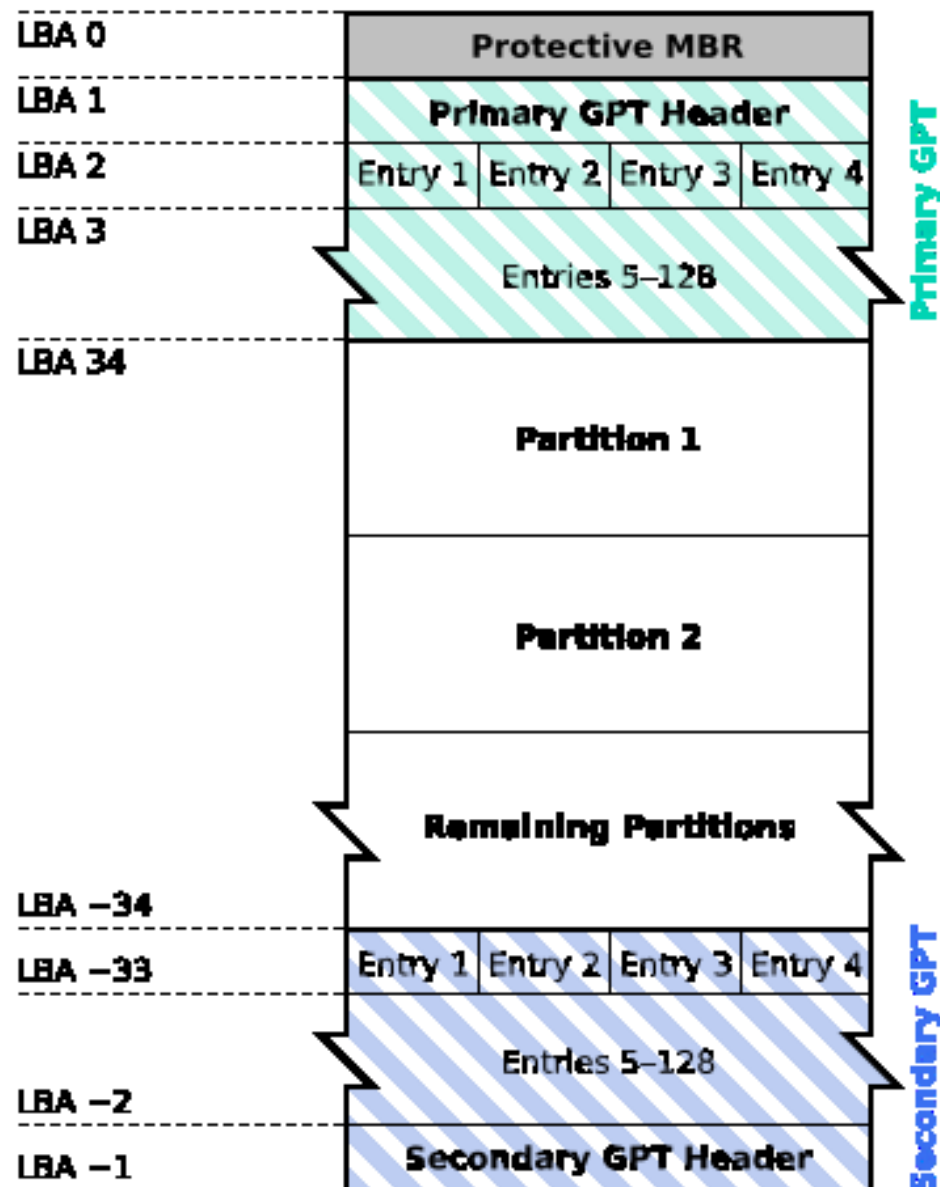 LBA 0
Protective MBR
LBA 1
Primary GPT Header
LBA 2
Entry 1 Entry 2 Entry 3 Entry 4
Primary GPT
LBA 3
Entries 5–128
LBA 34
Partition 1
Partition 2
Remaining Partitions
LBA −34
LBA −33
Entry 1 Entry 2 Entry 3 Entry 4
Secondary GPT
Entries 5–128
LBA −2
LBA −1
Secondary GPT Header